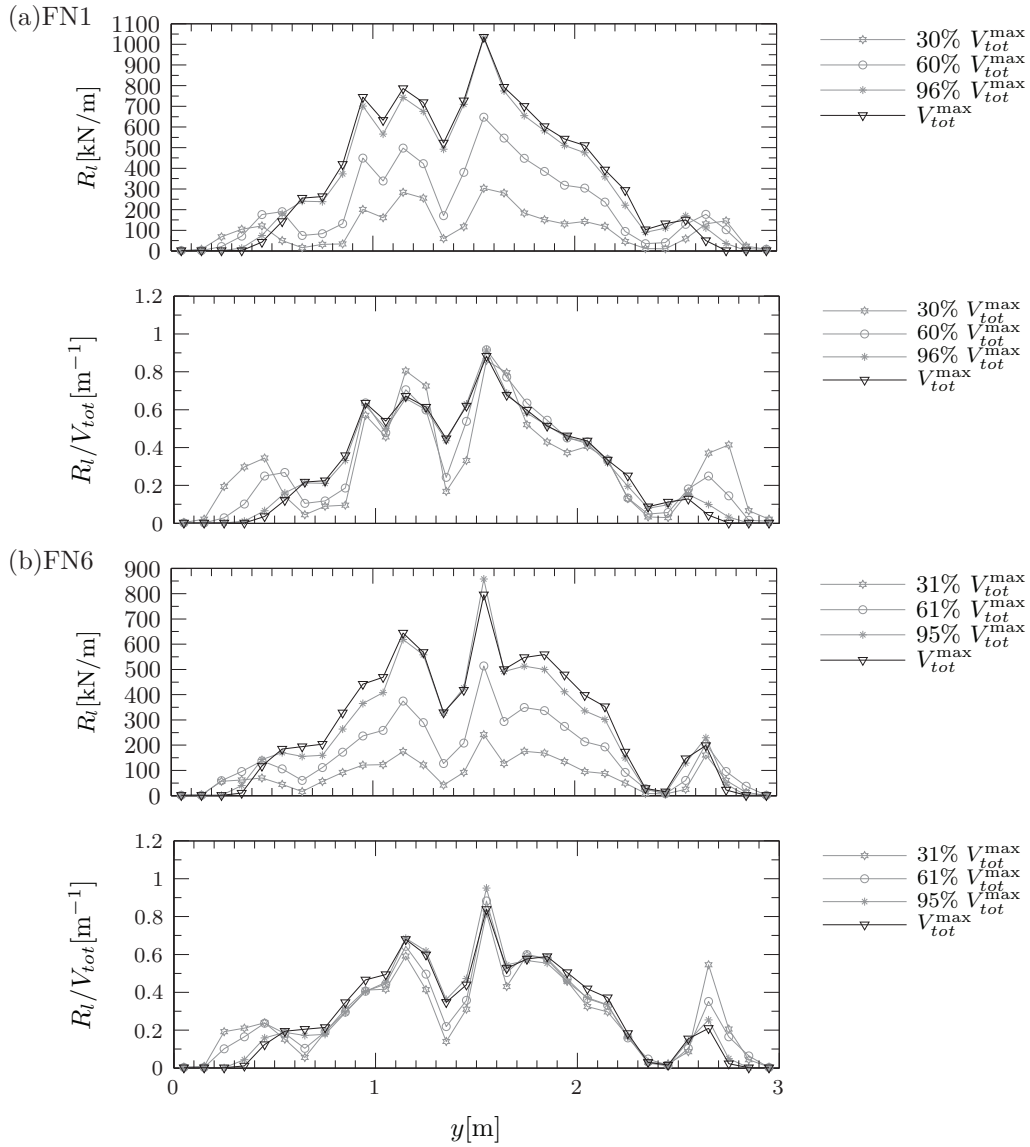 (a)FN1
R_l[kN/m]
1100
1000
900
800
700
600
500
400
300
200
100
0
30% V_tot^max
60% V_tot^max
96% V_tot^max
V_tot^max
R_l/V_tot[m^−1]
1.2
1
0.8
0.6
0.4
0.2
0
30% V_tot^max
60% V_tot^max
96% V_tot^max
V_tot^max
(b)FN6
R_l[kN/m]
900
800
700
600
500
400
300
200
100
0
31% V_tot^max
61% V_tot^max
95% V_tot^max
V_tot^max
R_l/V_tot[m^−1]
1.2
1
0.8
0.6
0.4
0.2
0
31% V_tot^max
61% V_tot^max
95% V_tot^max
V_tot^max
0 1 2 3
y[m]